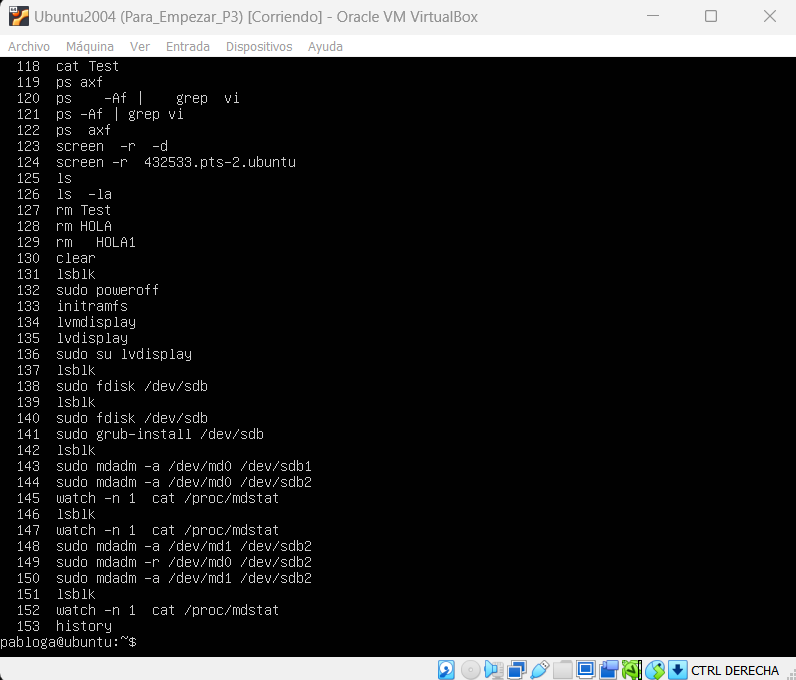 Ubuntu2004 (Para_Empezar_P3) [Corriendo] - Oracle VM VirtualBox
Archivo Máquina Ver Entrada Dispositivos Ayuda
118  cat Test
119  ps axf
120  ps    -Af |    grep  vi
121  ps -Af | grep vi
122  ps  axf
123  screen  -r  -d
124  screen -r  432533.pts-2.ubuntu
125  ls
126  ls  -la
127  rm Test
128  rm HOLA
129  rm   HOLA1
130  clear
131  lsblk
132  sudo poweroff
133  initramfs
134  lvmdisplay
135  lvdisplay
136  sudo su lvdisplay
137  lsblk
138  sudo fdisk /dev/sdb
139  lsblk
140  sudo fdisk /dev/sdb
141  sudo grub-install /dev/sdb
142  lsblk
143  sudo mdadm -a /dev/md0 /dev/sdb1
144  sudo mdadm -a /dev/md0 /dev/sdb2
145  watch -n 1  cat /proc/mdstat
146  lsblk
147  watch -n 1  cat /proc/mdstat
148  sudo mdadm -a /dev/md1 /dev/sdb2
149  sudo mdadm -r /dev/md0 /dev/sdb2
150  sudo mdadm -a /dev/md1 /dev/sdb2
151  lsblk
152  watch -n 1  cat /proc/mdstat
153  history
pabloga@ubuntu:~$
CTRL DERECHA